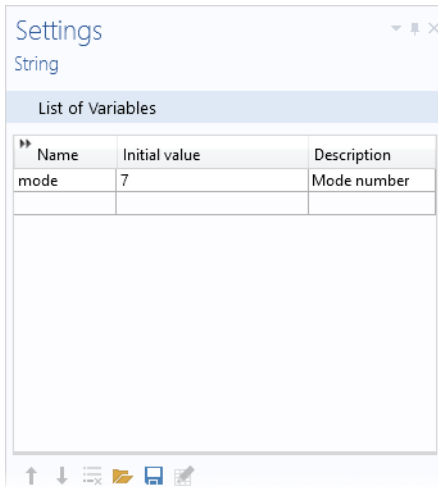 Settings
String
List of Variables
Name Initial value Description
mode 7 Mode number